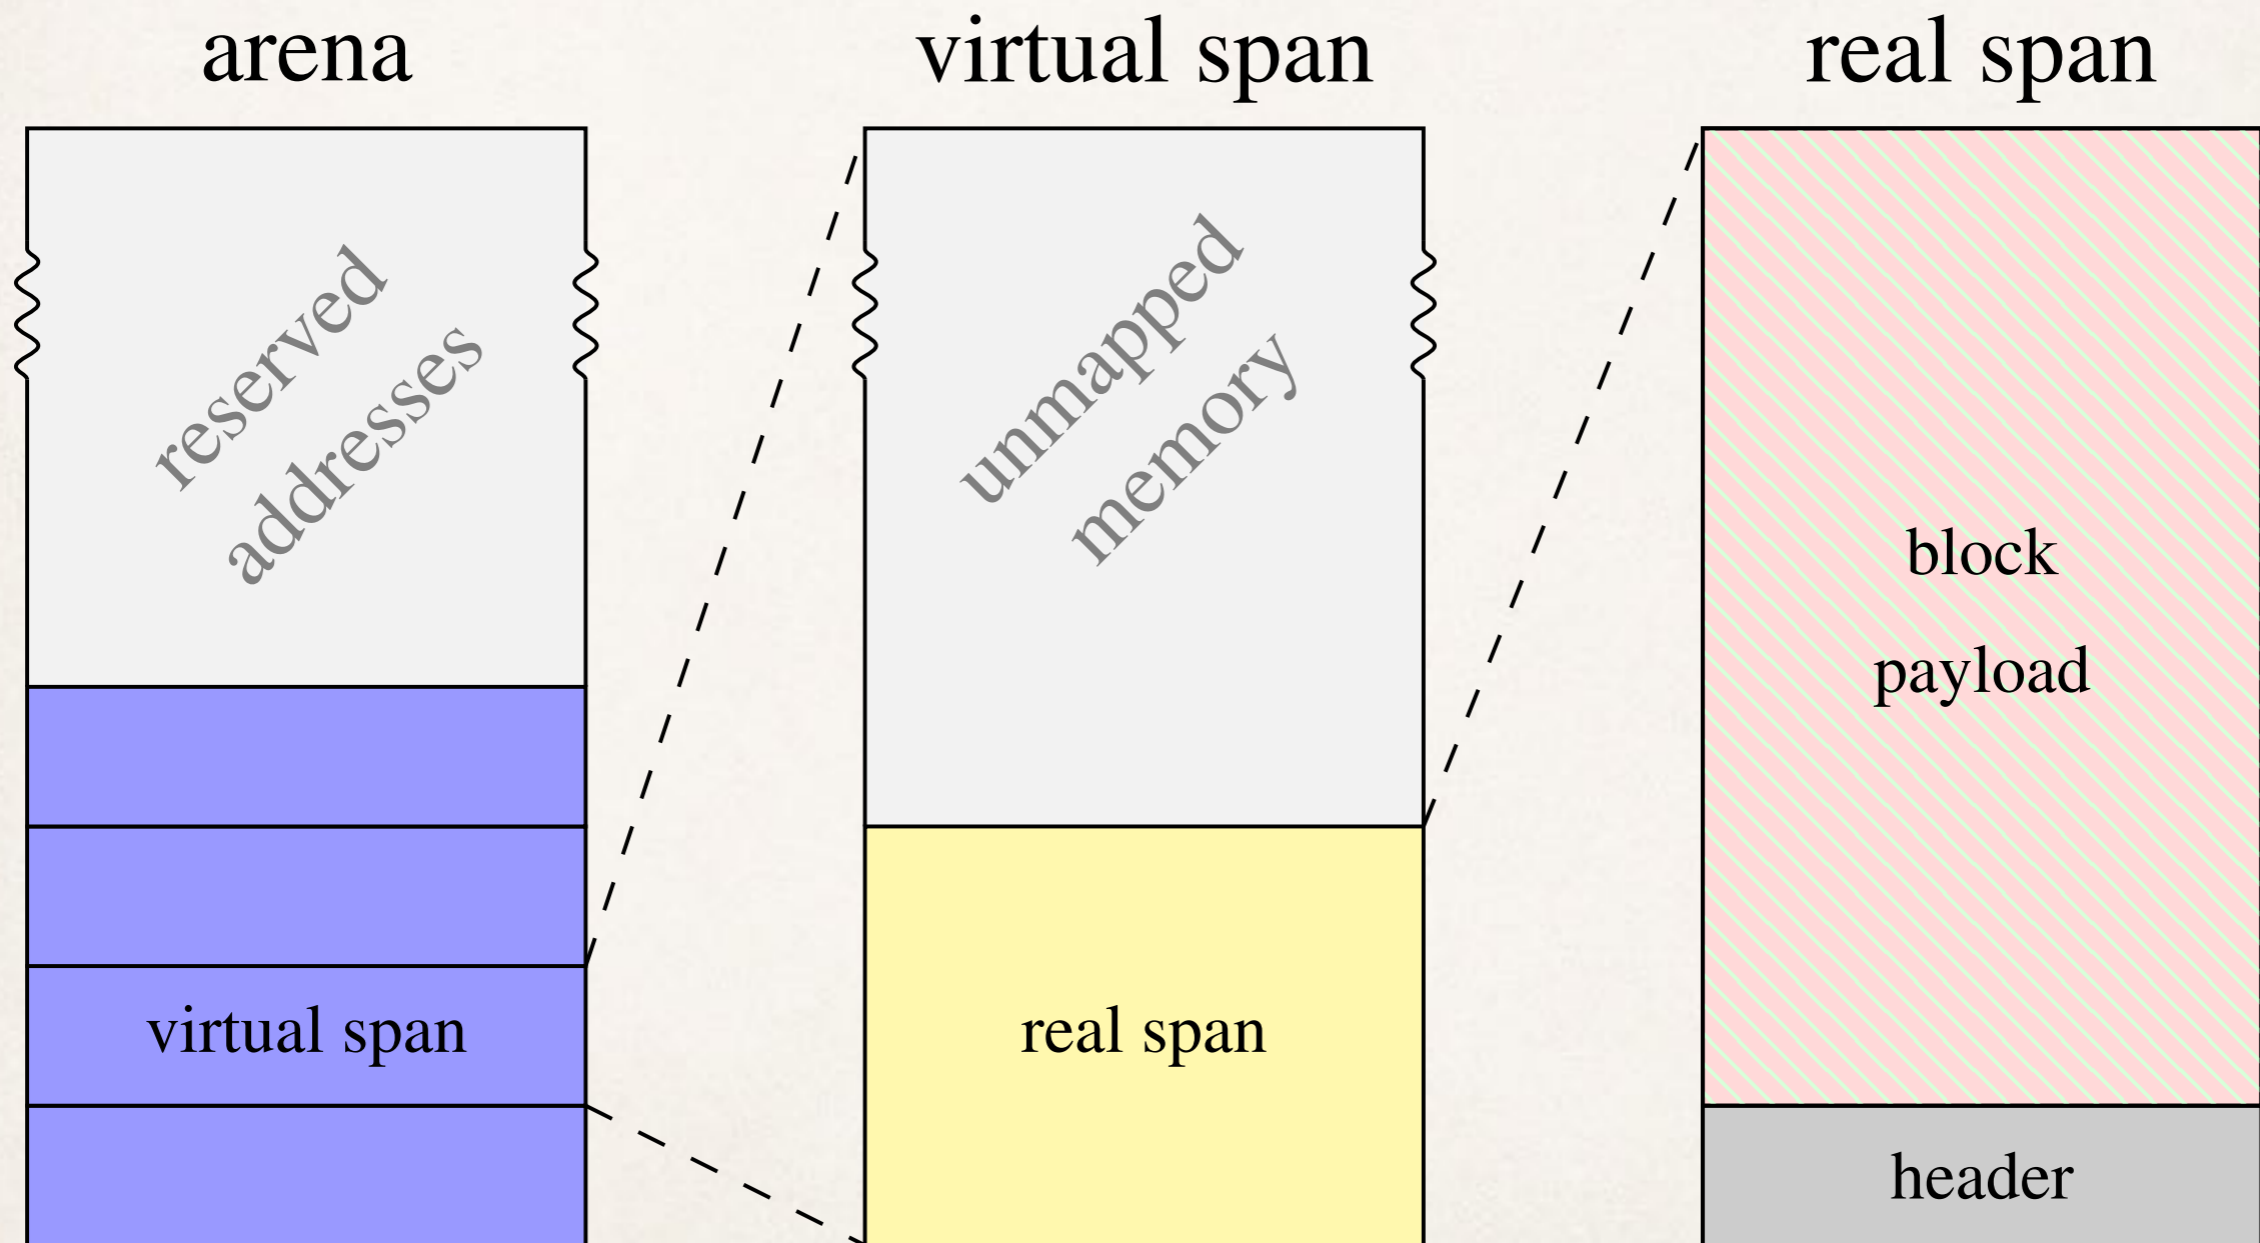 arena
virtual span
real span
reserved
addresses
unmapped
memory
block
payload
virtual span
real span
header